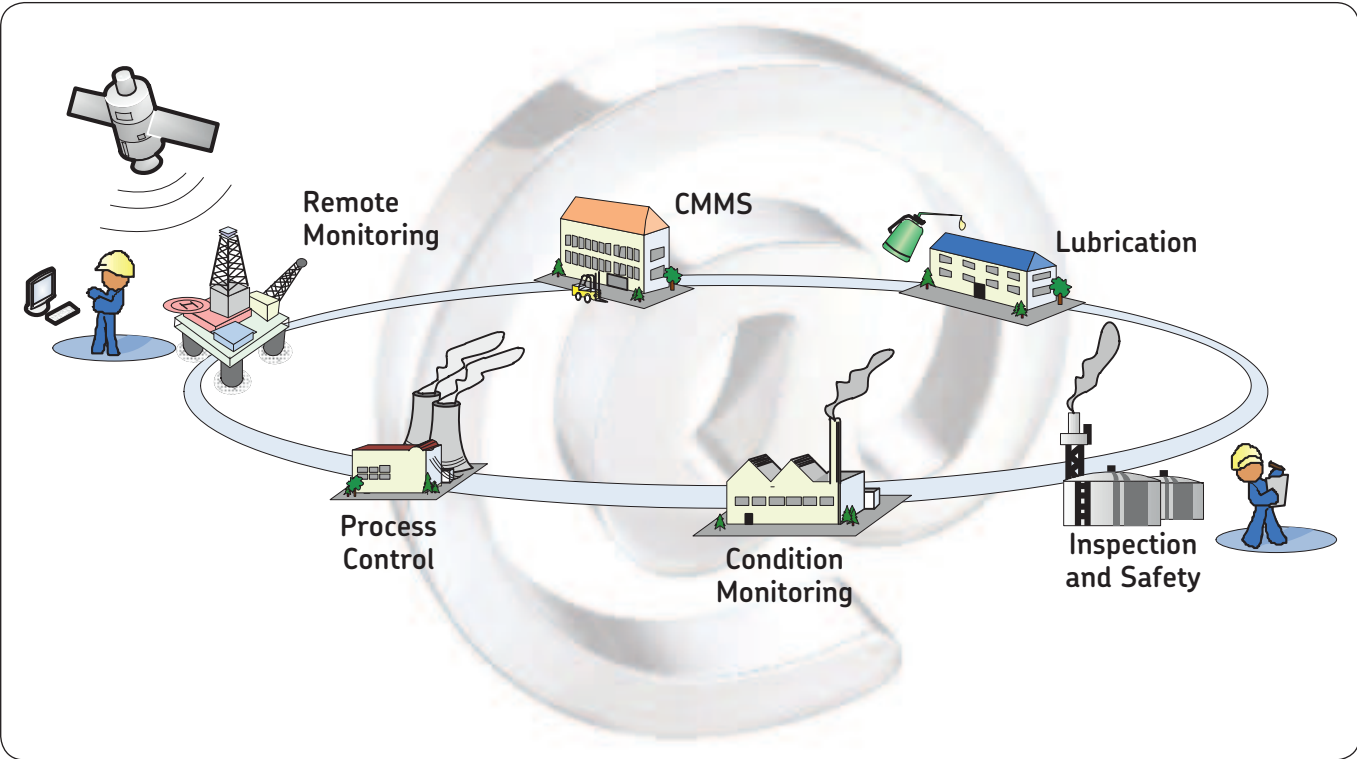 Remote
Monitoring
CMMS
Lubrication
Process
Control
Condition
Monitoring
Inspection
and Safety